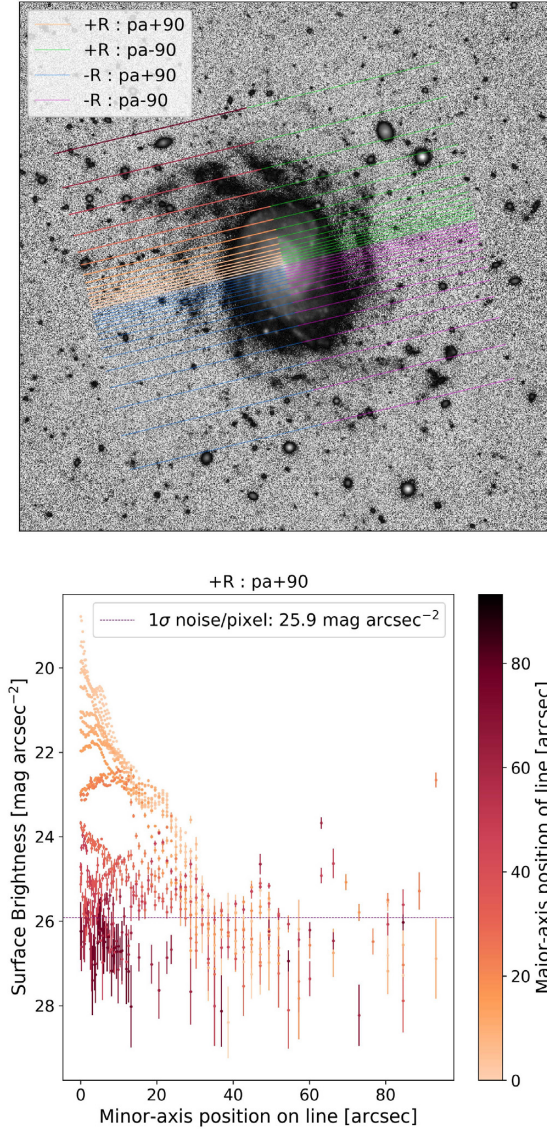 +R : pa+90
+R : pa-90
-R : pa+90
-R : pa-90
+R : pa+90
1σ noise/pixel: 25.9 mag arcsec⁻²
20
22
24
26
28
Surface Brightness [mag arcsec⁻²]
0
20
40
60
80
Minor-axis position on line [arcsec]
80
60
40
20
0
Major-axis position of line [arcsec]